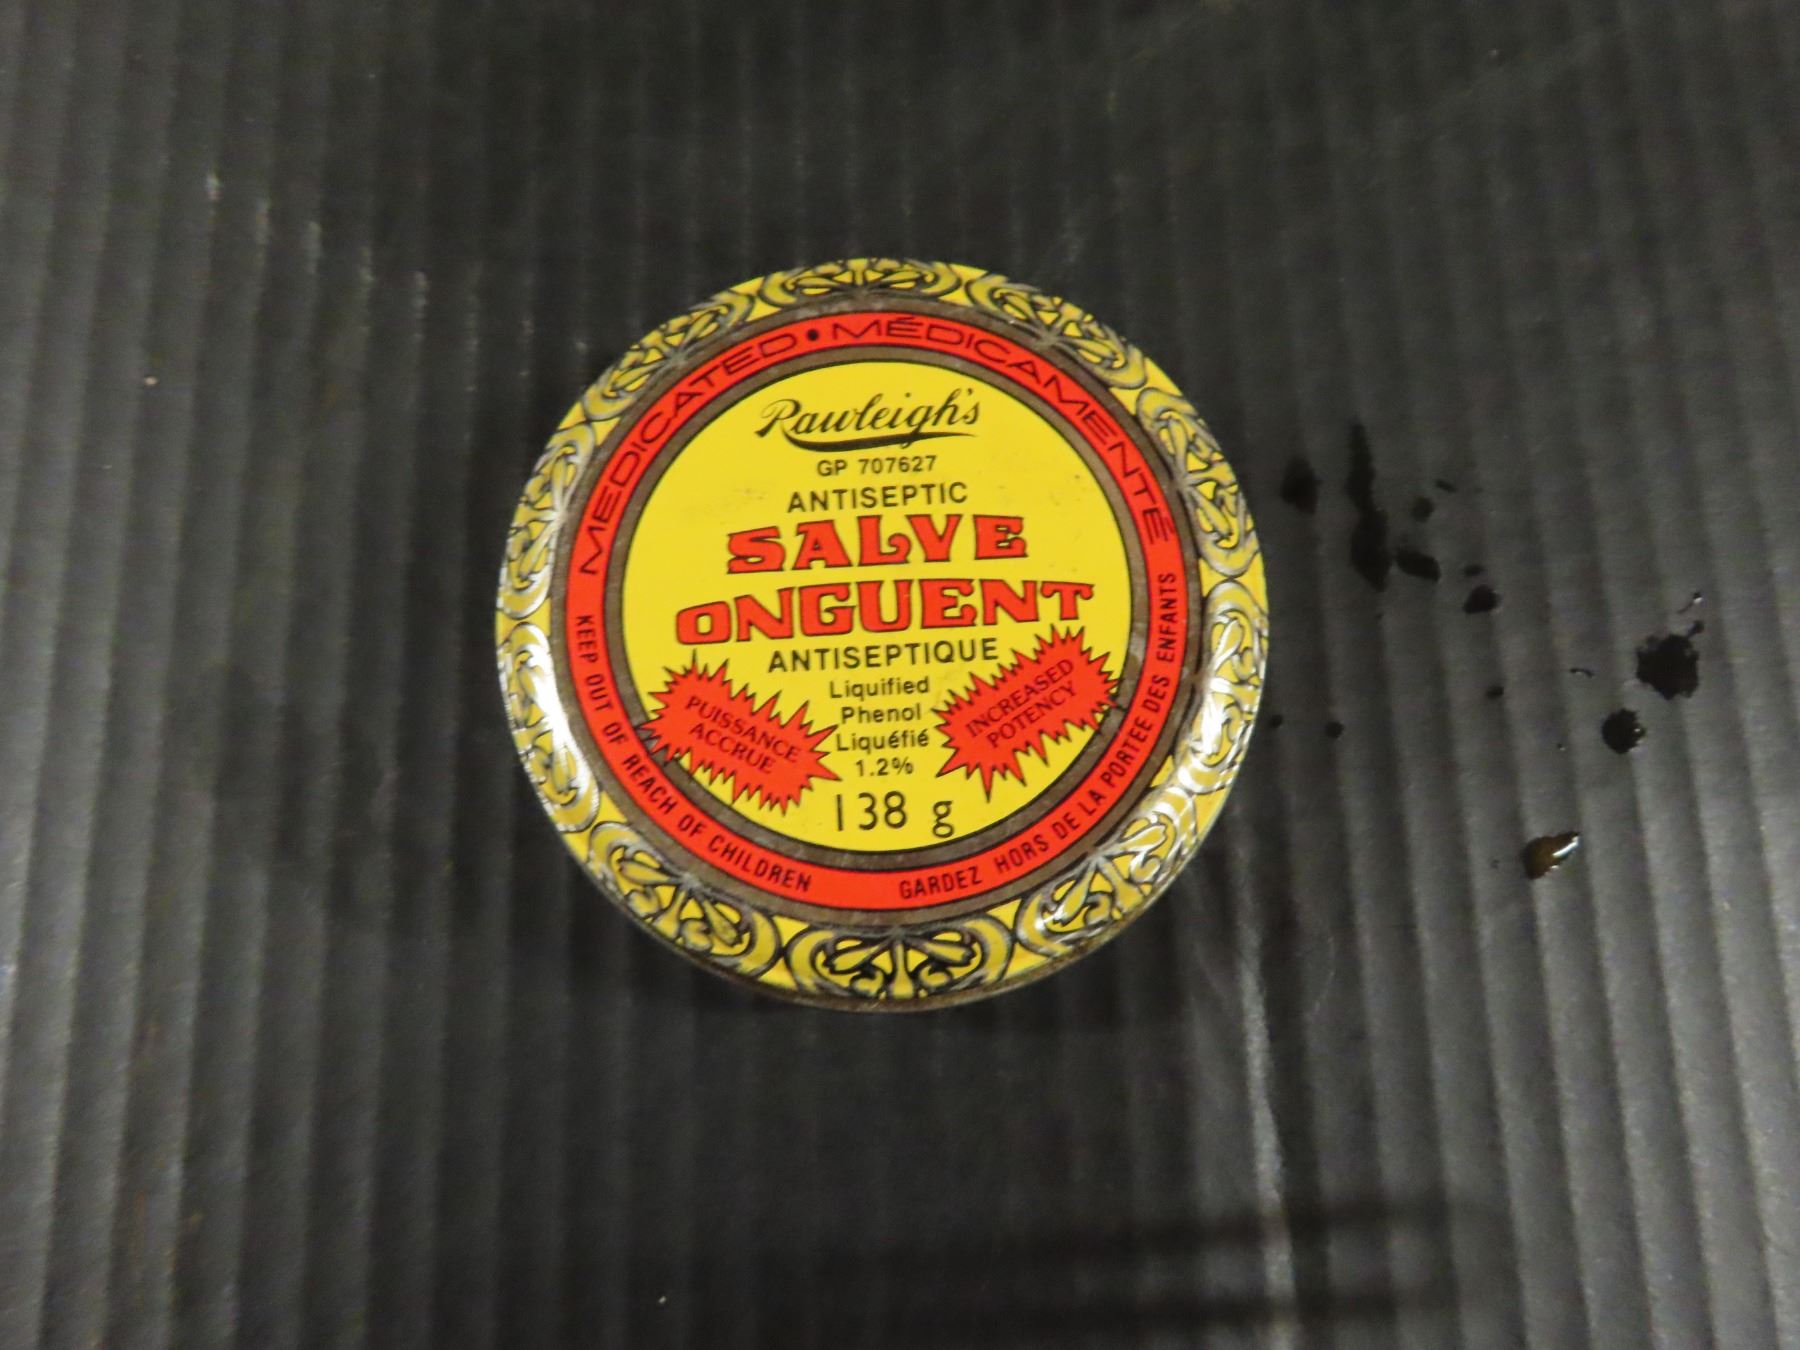 MEDICATED • MÉDICAMENTÉ
Rawleigh's
GP 707627
ANTISEPTIC
SALVE
ONGUENT
ANTISEPTIQUE
Liquified
Phenol
Liquéfié
1.2%
138 g
PUISSANCE
ACCRUE
INCREASED
POTENCY
KEEP OUT OF REACH OF CHILDREN
GARDEZ HORS DE LA PORTÉE DES ENFANTS